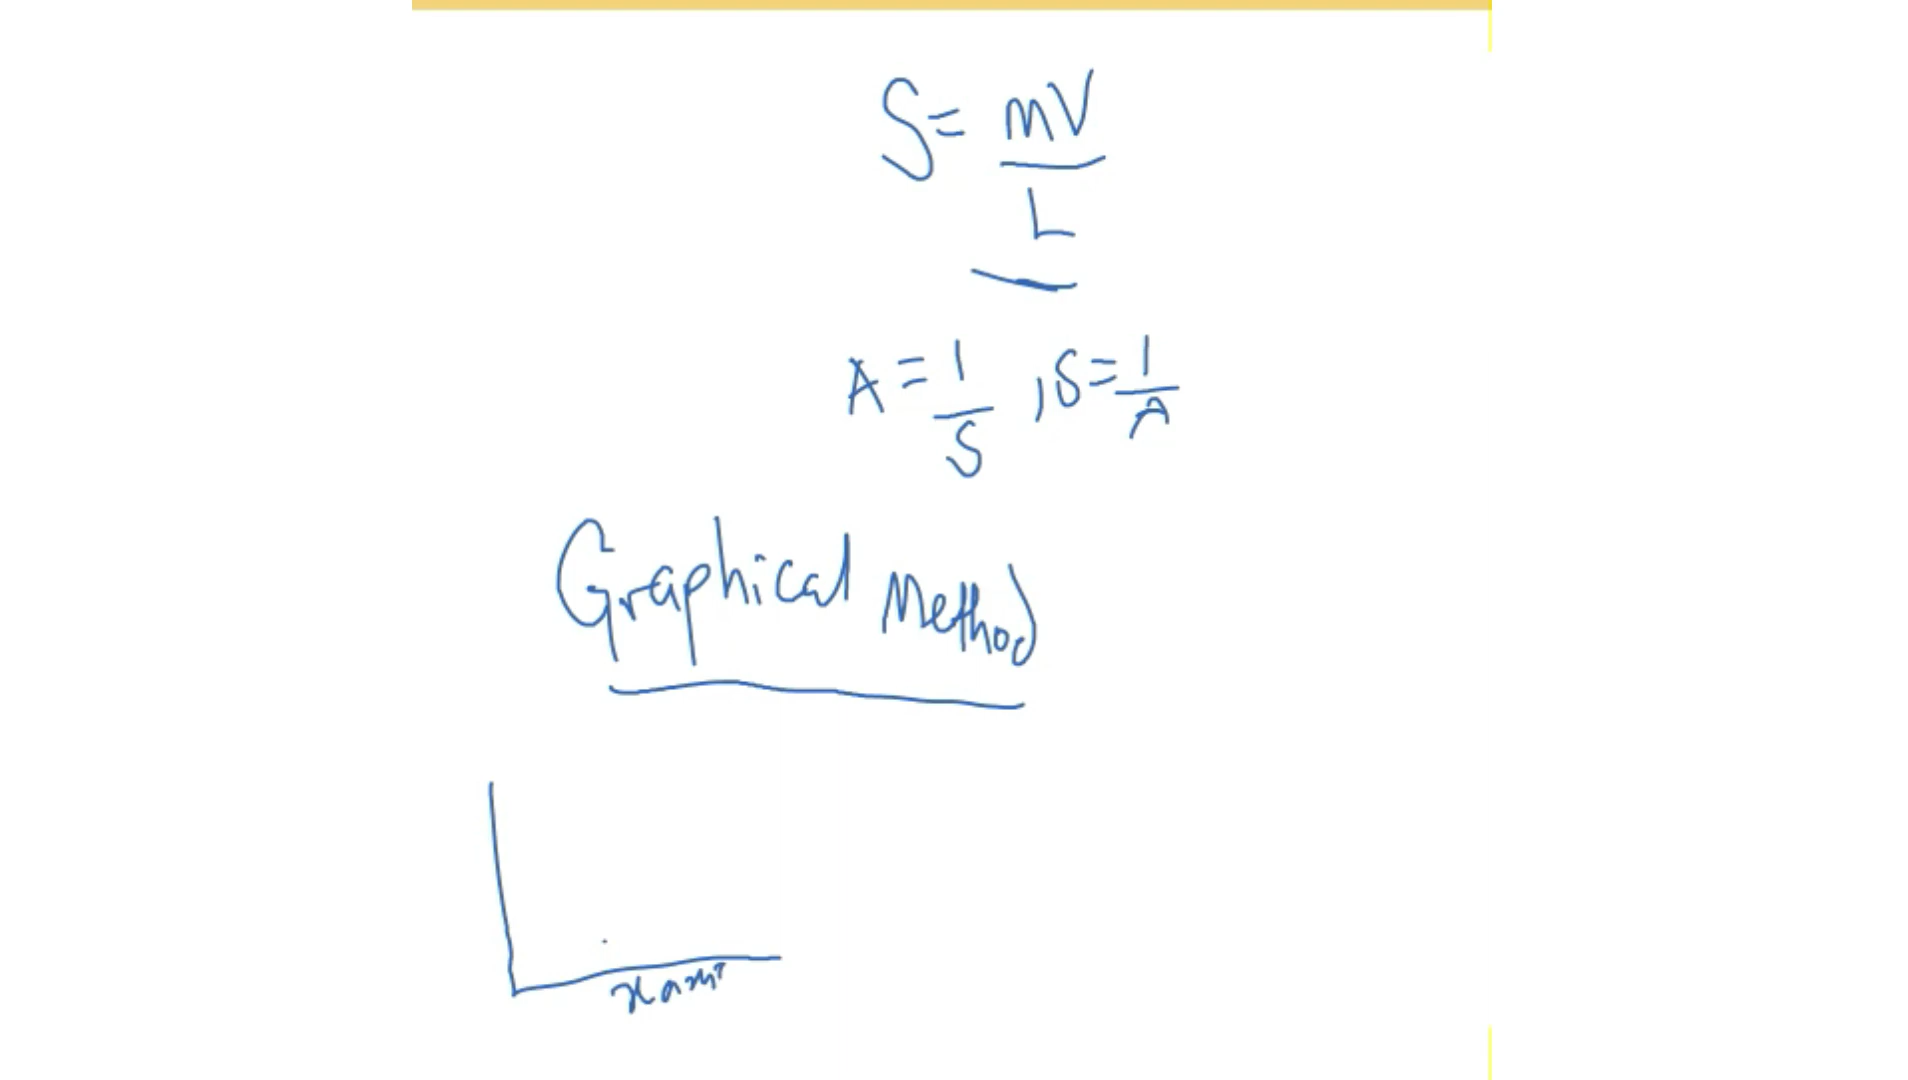 S = mV
L
A = 1 , S = 1
S A
Graphical Method
x axis